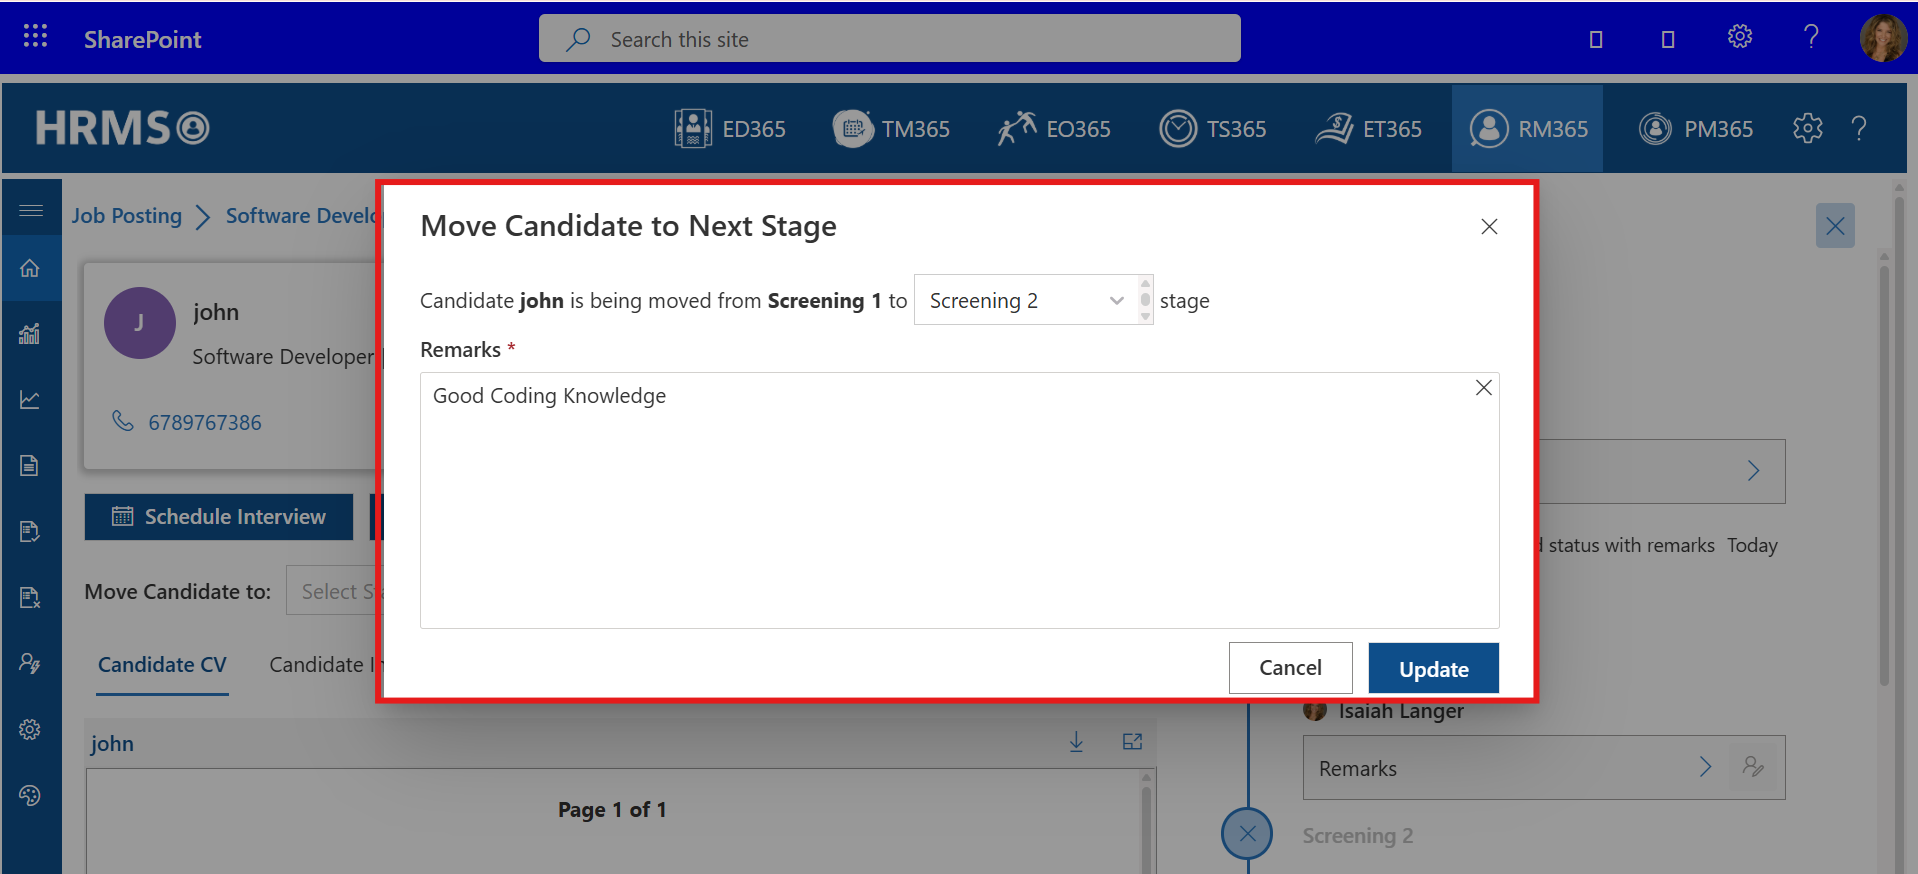 SharePoint
Search this site
HRMS
ED365
TM365
EO365
TS365
ET365
RM365
PM365
Job Posting
Software Develo
Move Candidate to Next Stage
Candidate john is being moved from Screening 1 to Screening 2 stage
Remarks *
Good Coding Knowledge
Cancel
Update
J
john
Software Developer
6789767386
Schedule Interview
Move Candidate to:
Select St
Candidate CV
Candidate I
john
Page 1 of 1
status with remarks Today
Isaiah Langer
Remarks
Screening 2